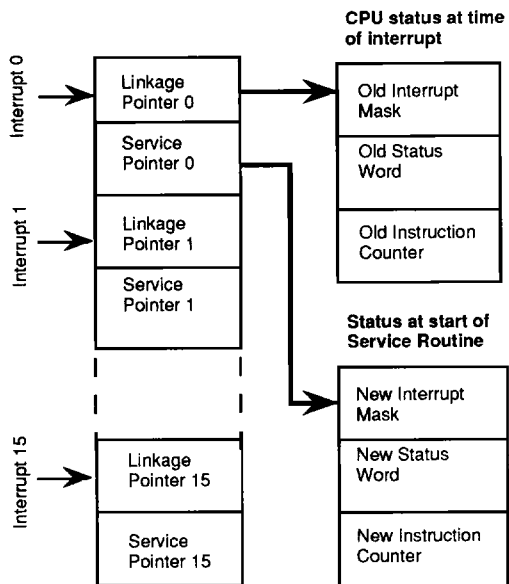 CPU status at time
of interrupt
Interrupt 0
Linkage
Pointer 0
Old Interrupt
Mask
Service
Pointer 0
Old Status
Word
Interrupt 1
Linkage
Pointer 1
Old Instruction
Counter
Service
Pointer 1
Status at start of
Service Routine
New Interrupt
Mask
Interrupt 15
Linkage
Pointer 15
New Status
Word
Service
Pointer 15
New Instruction
Counter